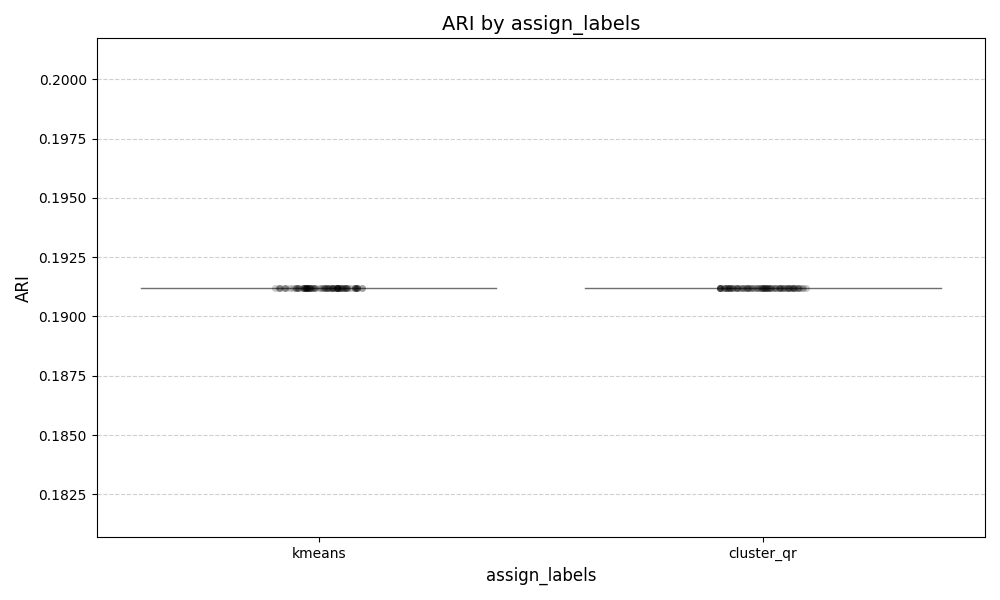 ARI by assign_labels
0.2000
0.1975
0.1950
0.1925
0.1900
0.1875
0.1850
0.1825
ARI
kmeans
cluster_qr
assign_labels